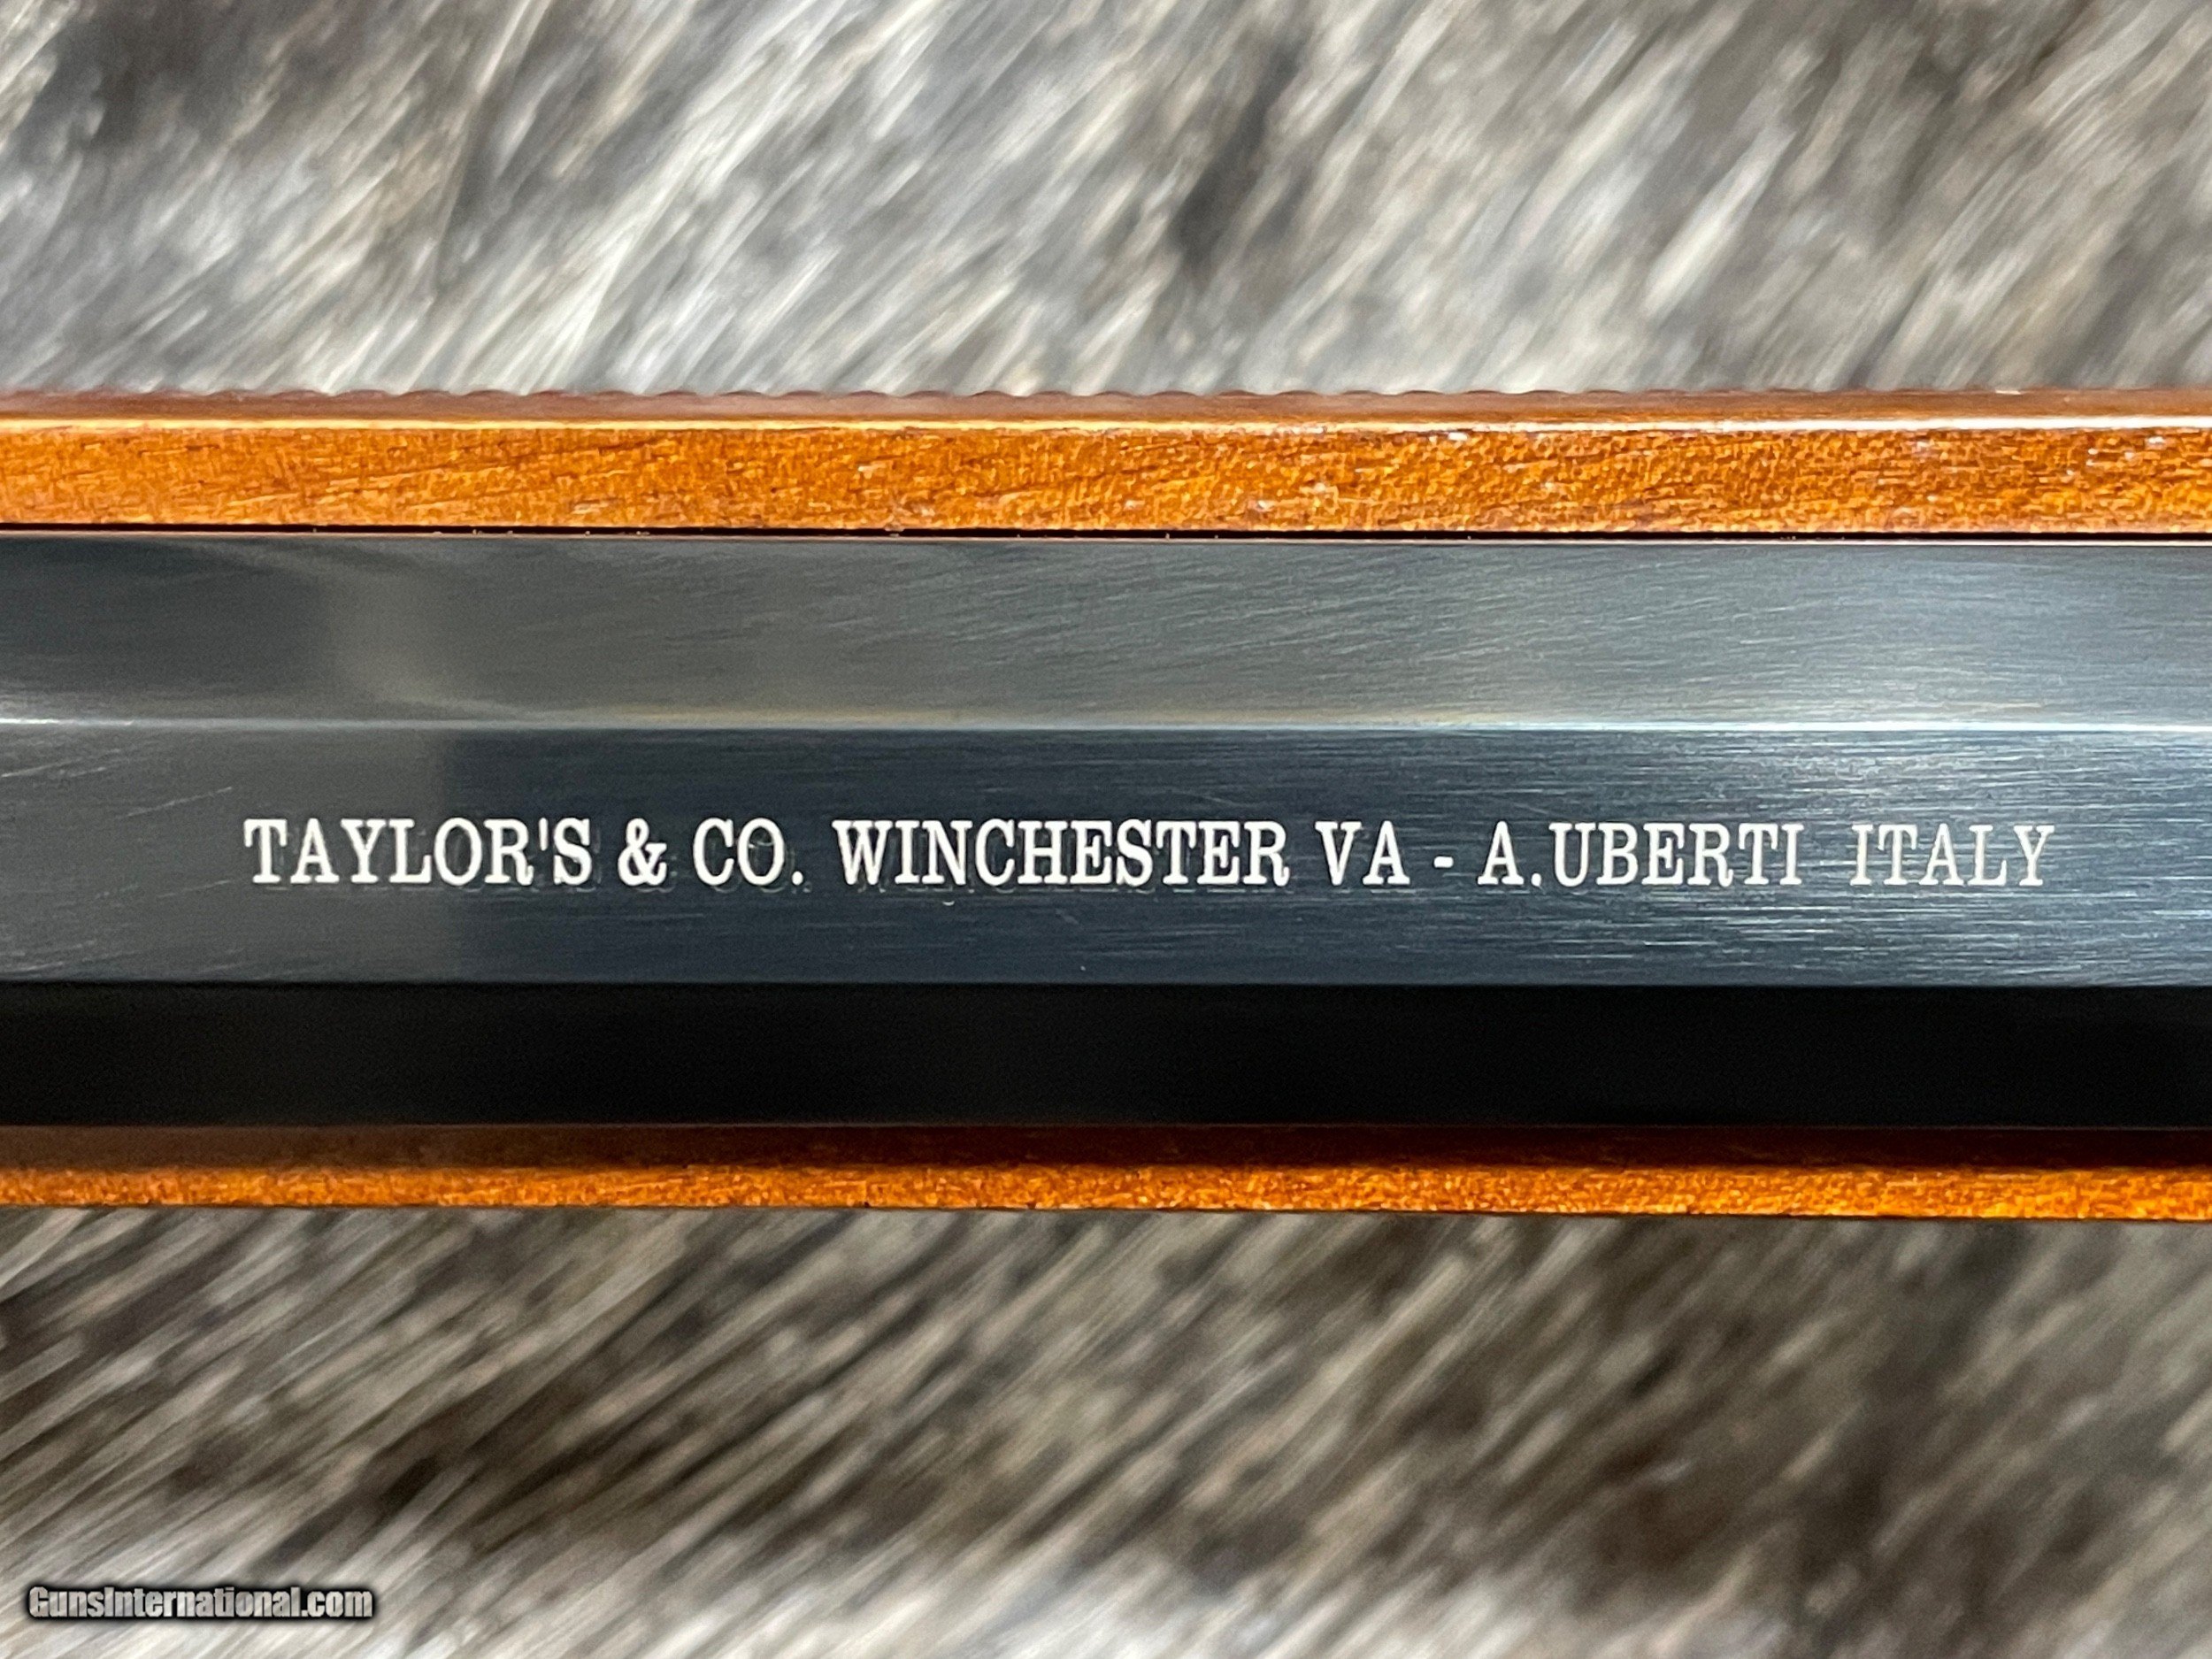 TAYLOR'S & CO. WINCHESTER VA - A.UBERTI ITALY
GunsInternational.com